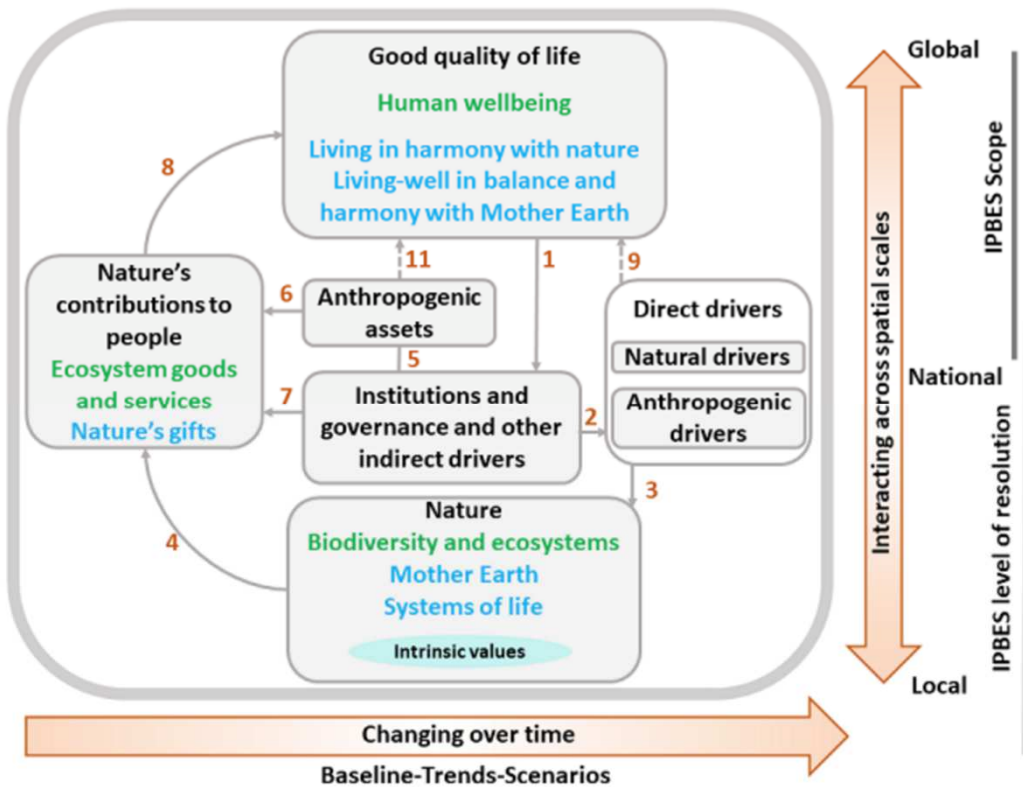 Good quality of life
Human wellbeing
Living in harmony with nature
Living-well in balance and
harmony with Mother Earth
8
11
1
9
Nature's
contributions to
people
Ecosystem goods
and services
Nature's gifts
6
Anthropogenic
assets
5
7
Institutions and
governance and other
indirect drivers
2
Direct drivers
Natural drivers
Anthropogenic
drivers
3
4
Nature
Biodiversity and ecosystems
Mother Earth
Systems of life
Intrinsic values
Global
National
Local
Interacting across spatial scales
IPBES Scope
IPBES level of resolution
Changing over time
Baseline-Trends-Scenarios